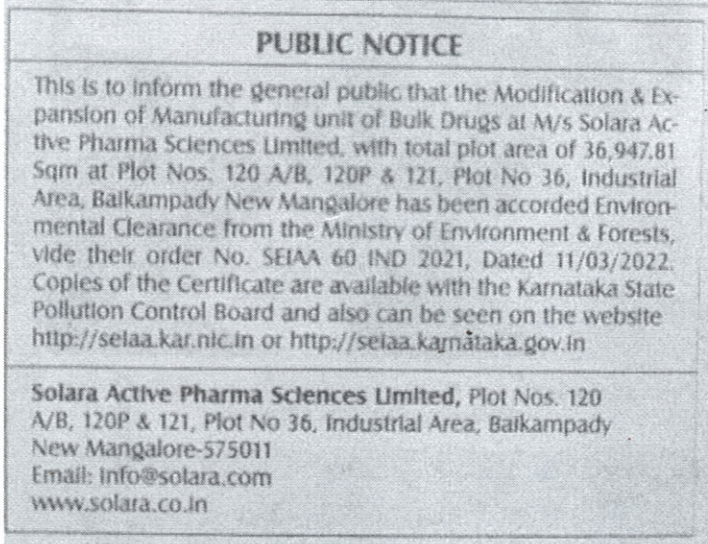 PUBLIC NOTICE
This is to inform the general public that the Modification & Ex-
pansion of Manufacturing unit of Bulk Drugs at M/s Solara Ac-
tive Pharma Sciences Limited, with total plot area of 36,947.81
Sqm at Plot Nos. 120 A/B, 120P & 121, Plot No 36, Industrial
Area, Baikampady New Mangalore has been accorded Environ-
mental Clearance from the Ministry of Environment & Forests,
vide their order No. SEIAA 60 IND 2021, Dated 11/03/2022.
Copies of the Certificate are available with the Karnataka State
Pollution Control Board and also can be seen on the website
http://seiaa.kar.nic.in or http://seiaa.karnataka.gov.in
Solara Active Pharma Sciences Limited, Plot Nos. 120
A/B, 120P & 121, Plot No 36, Industrial Area, Baikampady
New Mangalore-575011
Email: info@solara.com
www.solara.co.in